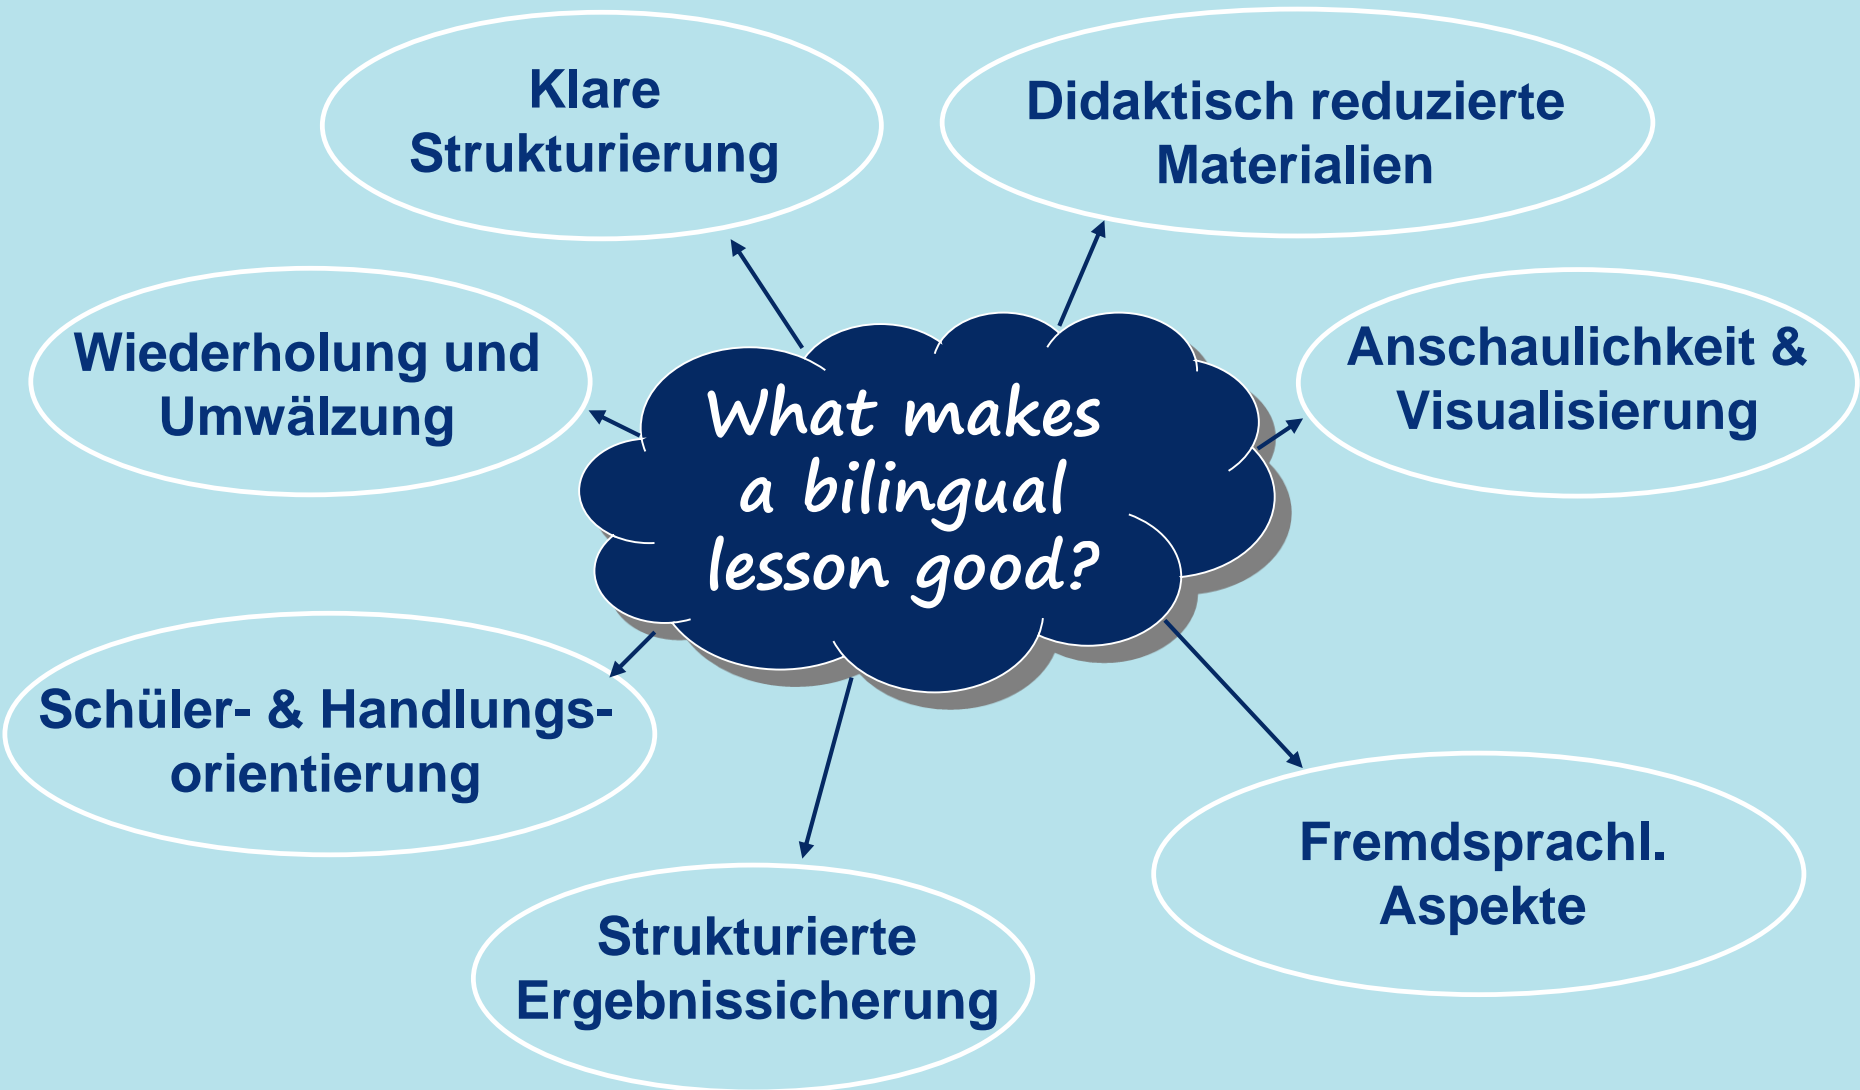 Klare
Strukturierung
Didaktisch reduzierte
Materialien
Wiederholung und
Umwälzung
Anschaulichkeit &
Visualisierung
What makes
a bilingual
lesson good?
Schüler- & Handlungs-
orientierung
Fremdsprachl.
Aspekte
Strukturierte
Ergebnissicherung